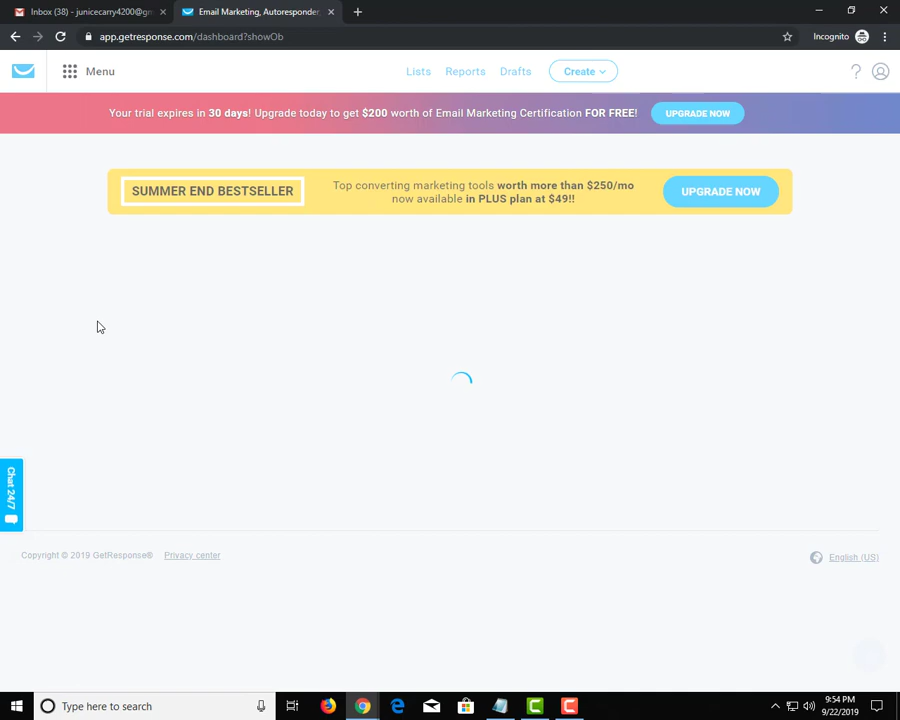 Inbox (38) - junicecarry4200@gm
Email Marketing, Autoresponder,
app.getresponse.com/dashboard?showOb
Incognito
Menu
Lists
Reports
Drafts
Create
Your trial expires in 30 days! Upgrade today to get $200 worth of Email Marketing Certification FOR FREE!
UPGRADE NOW
SUMMER END BESTSELLER
Top converting marketing tools worth more than $250/mo
now available in PLUS plan at $49!!
UPGRADE NOW
Chat 24/7
Copyright © 2019 GetResponse®
Privacy center
English (US)
Type here to search
9:54 PM
9/22/2019